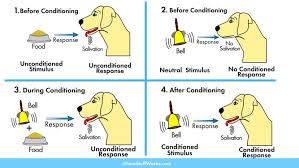 1.Before Conditioning
Food
Response
Salivation
Unconditioned
Stimulus
Unconditioned
Response
2. Before Conditioning
Bell
Response
No
Salivation
Neutral Stimulus
No Conditioned
Response
3. During Conditioning
Bell
+
Food
Response
Salivation
Unconditioned
Response
4. After Conditioning
Bell
Response
Salivation
Conditioned
Stimulus
Conditioned
Response